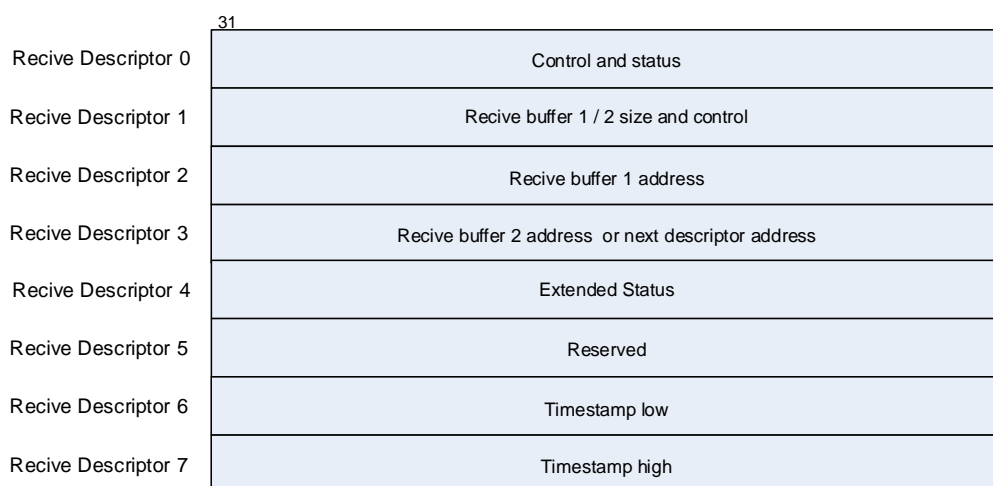 31
Recive Descriptor 0 Control and status
Recive Descriptor 1 Recive buffer 1 / 2 size and control
Recive Descriptor 2 Recive buffer 1 address
Recive Descriptor 3 Recive buffer 2 address or next descriptor address
Recive Descriptor 4 Extended Status
Recive Descriptor 5 Reserved
Recive Descriptor 6 Timestamp low
Recive Descriptor 7 Timestamp high